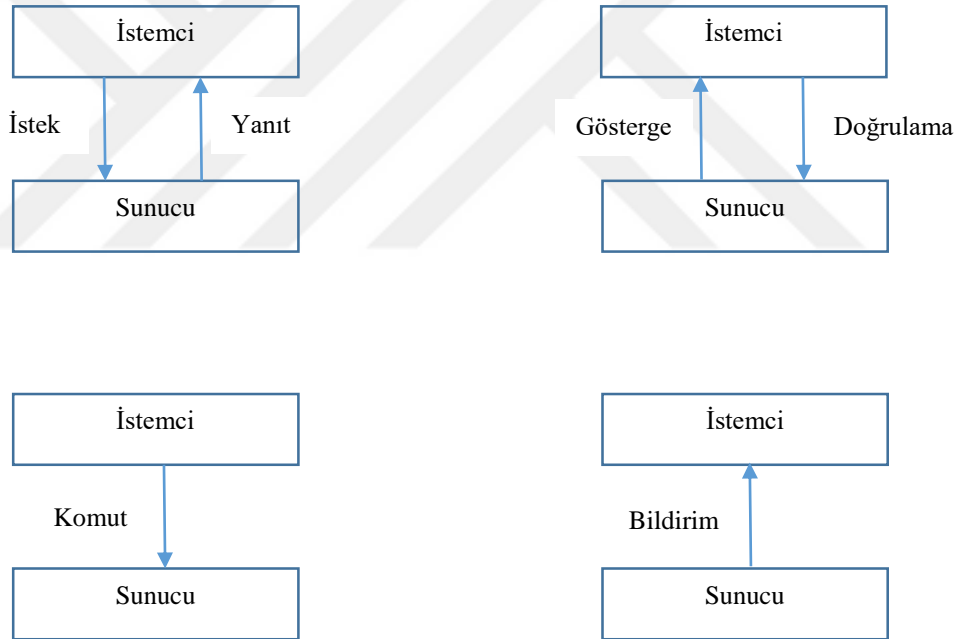 İstemci
İstemci
İstek
Yanıt
Gösterge
Doğrulama
Sunucu
Sunucu
İstemci
İstemci
Komut
Bildirim
Sunucu
Sunucu